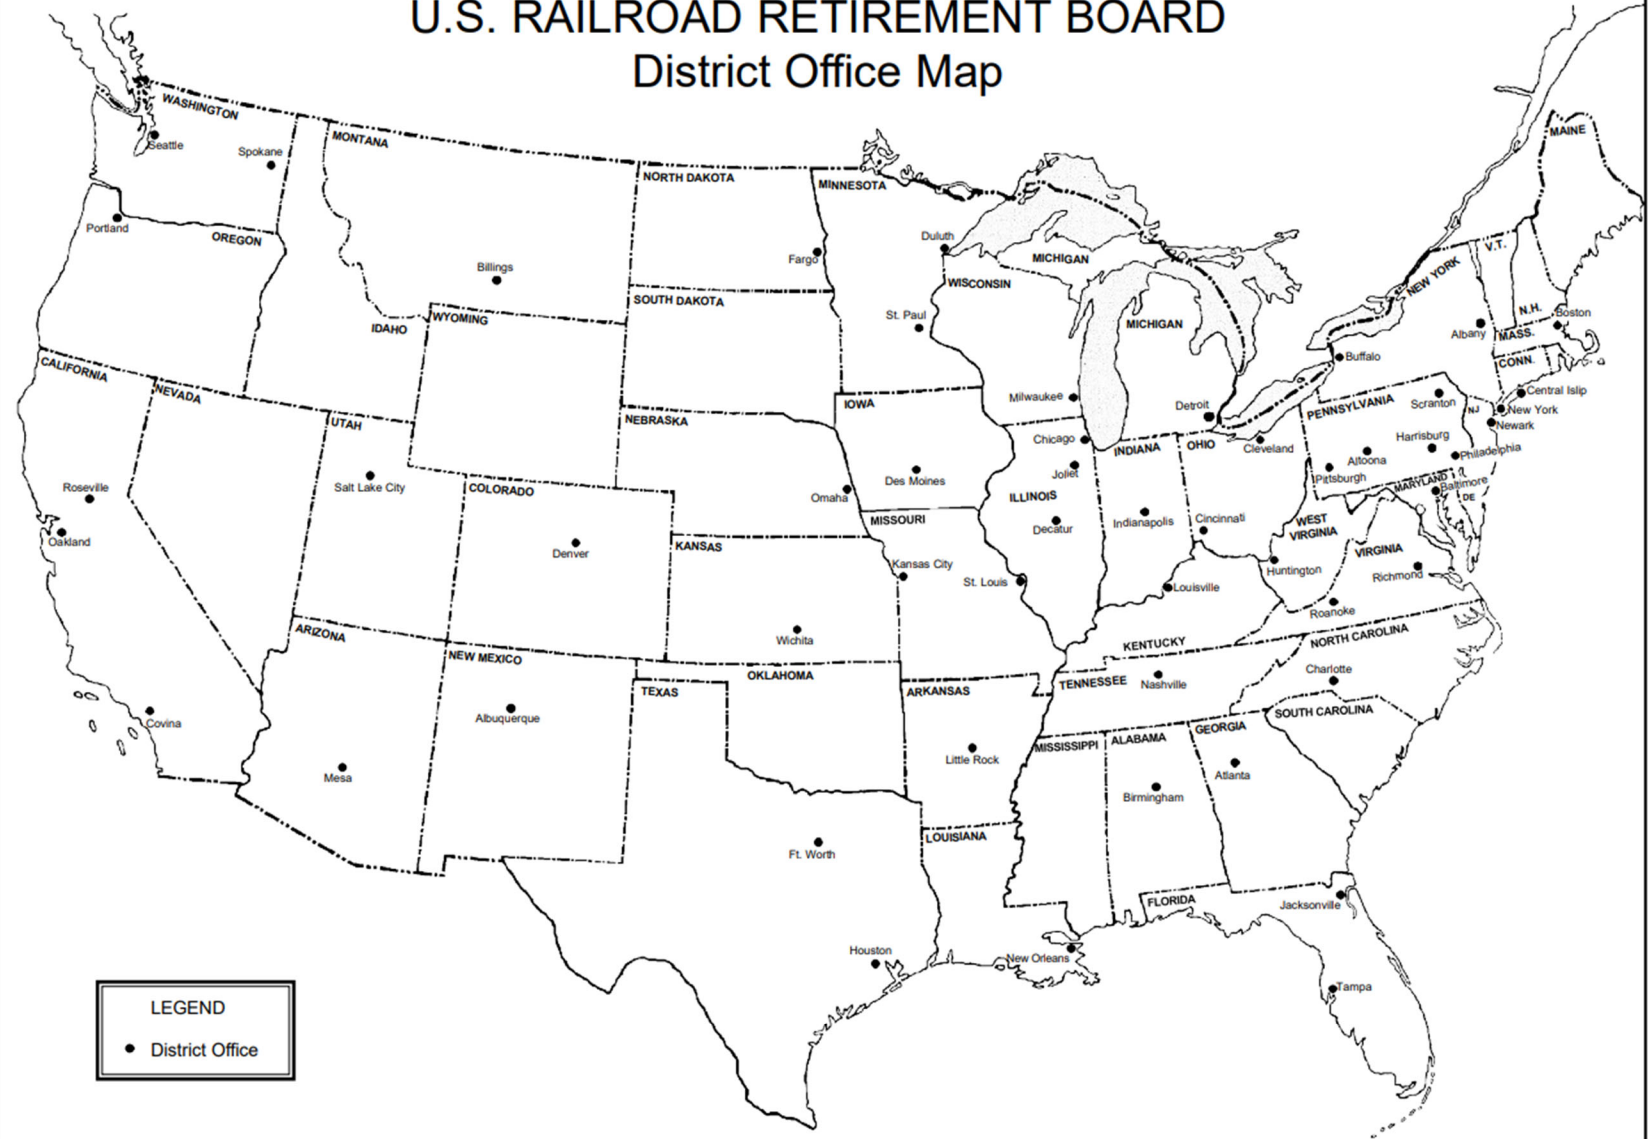 U.S. RAILROAD RETIREMENT BOARD
District Office Map
WASHINGTON
Seattle
Spokane
MONTANA
NORTH DAKOTA
MINNESOTA
MAINE
Portland
OREGON
Billings
Fargo
Duluth
MICHIGAN
V.T.
NEW YORK
SOUTH DAKOTA
WISCONSIN
IDAHO
WYOMING
St. Paul
MICHIGAN
N.H.
Boston
Albany
MASS.
Buffalo
CONN.
CALIFORNIA
NEVADA
UTAH
NEBRASKA
IOWA
Milwaukee
Detroit
PENNSYLVANIA
Scranton
NJ
Central Islip
New York
Newark
Chicago
INDIANA
OHIO
Cleveland
Harrisburg
Philadelphia
Altoona
Pittsburgh
Joliet
Roseville
Salt Lake City
COLORADO
Omaha
Des Moines
ILLINOIS
MARYLAND
Baltimore
DE
MISSOURI
Decatur
Indianapolis
Cincinnati
WEST
VIRGINIA
Oakland
Denver
KANSAS
VIRGINIA
Kansas City
St. Louis
Louisville
Huntington
Richmond
Roanoke
ARIZONA
Wichita
KENTUCKY
NORTH CAROLINA
NEW MEXICO
OKLAHOMA
TEXAS
ARKANSAS
TENNESSEE
Nashville
Charlotte
Covina
Albuquerque
SOUTH CAROLINA
MISSISSIPPI
ALABAMA
GEORGIA
Mesa
Little Rock
Atlanta
Birmingham
LOUISIANA
Ft. Worth
FLORIDA
Jacksonville
Houston
New Orleans
Tampa
LEGEND
District Office